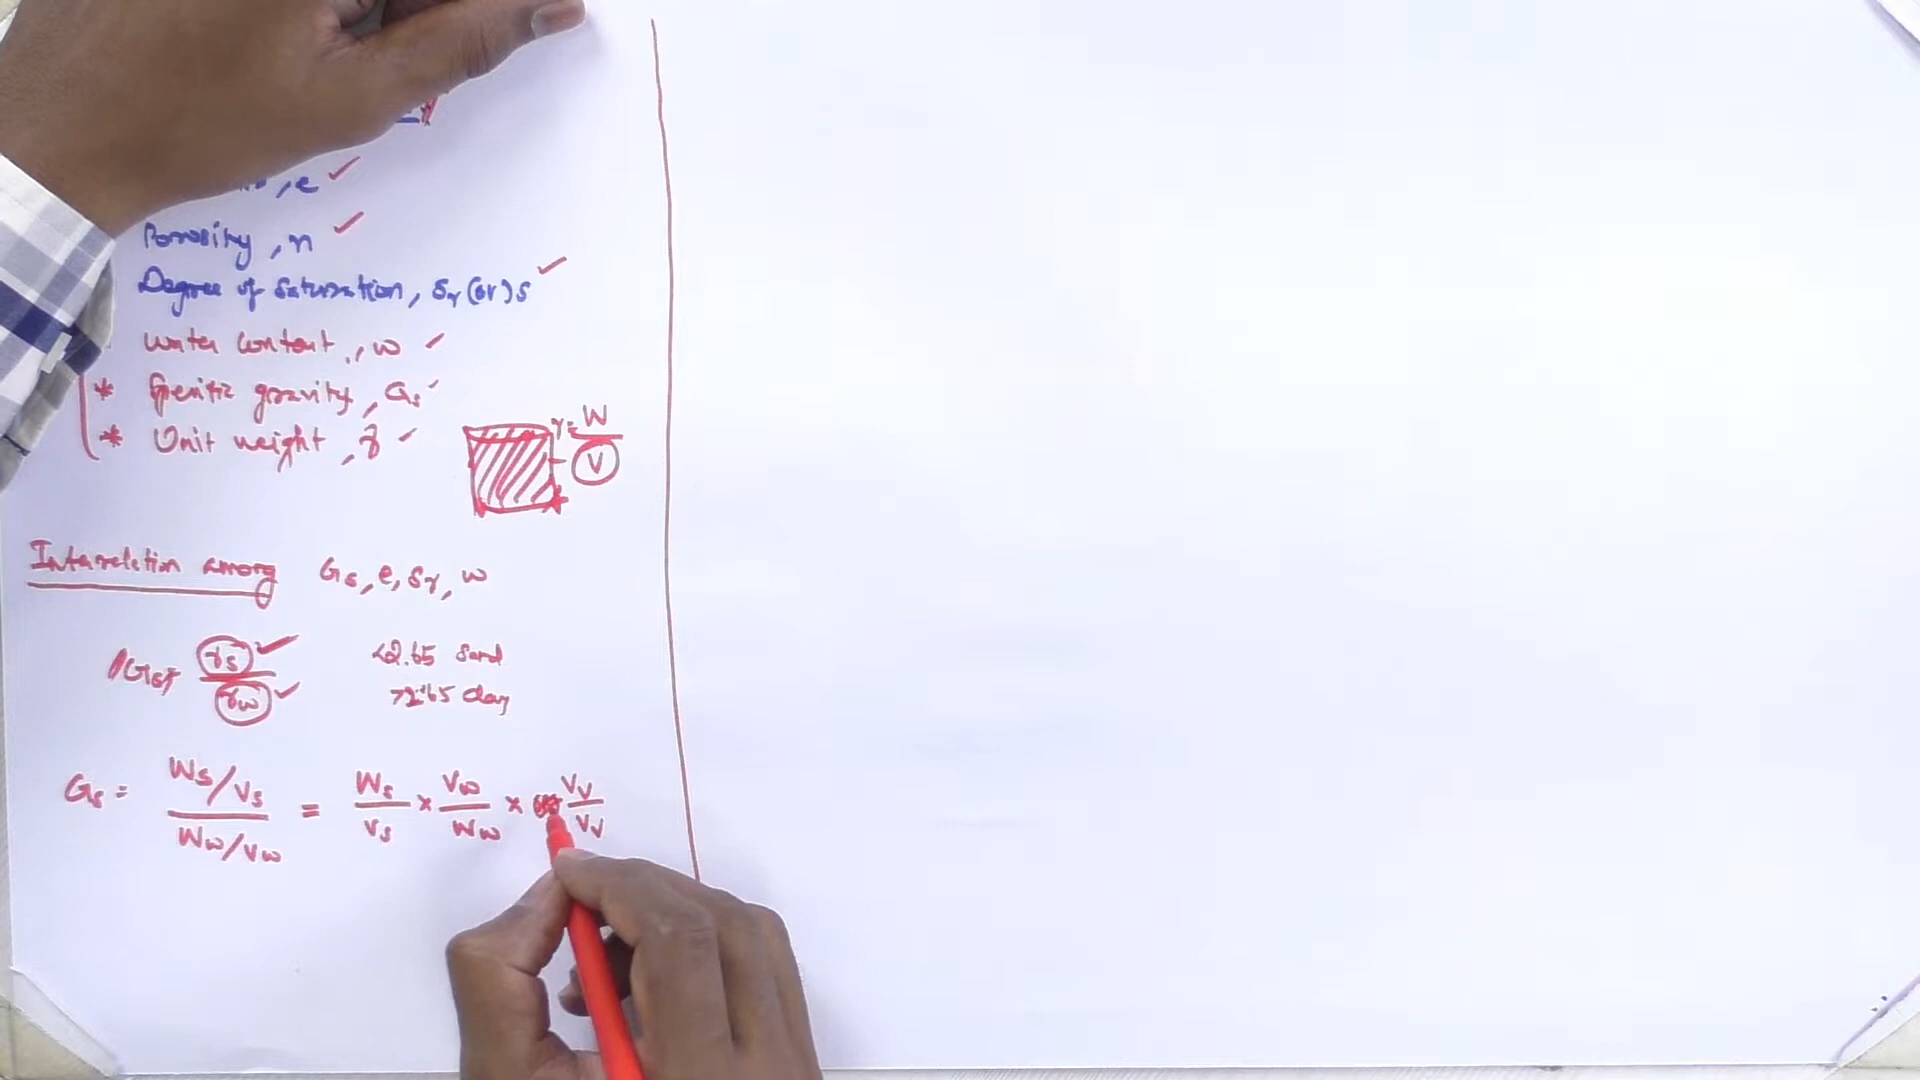 , e
Porosity, n
Degree of saturation, Sr (or) S
Water content, w
* Specific gravity, Gs
* Unit weight, γ
γ = W/V
Interrelation among Gs, e, Sr, w
Gs = γs/γw
<2.65 Sand
>2.65 clay
Gs = (Ws/Vs)/(Ww/Vw) = Ws/Vs × Vw/Ww × Vv/Vv